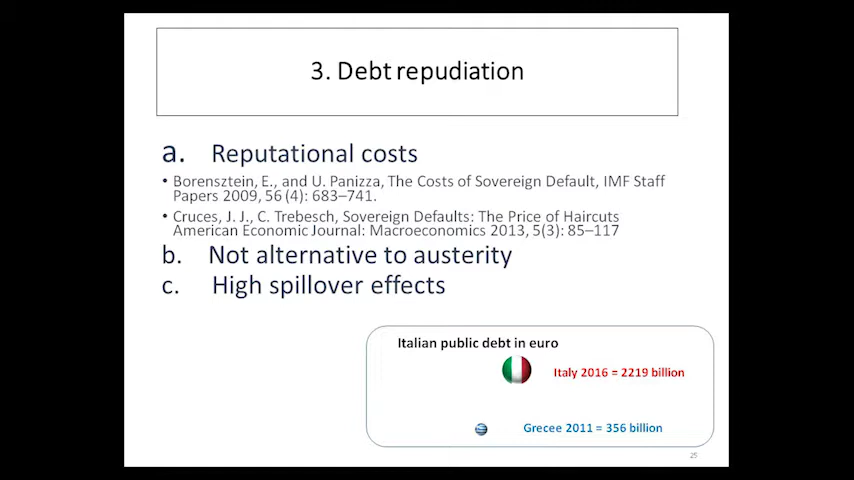 3. Debt repudiation
a. Reputational costs
• Borensztein, E., and U. Panizza, The Costs of Sovereign Default, IMF Staff
Papers 2009, 56 (4): 683–741.
• Cruces, J. J., C. Trebesch, Sovereign Defaults: The Price of Haircuts
American Economic Journal: Macroeconomics 2013, 5(3): 85–117
b. Not alternative to austerity
c. High spillover effects
Italian public debt in euro
Italy 2016 = 2219 billion
Grecee 2011 = 356 billion
25